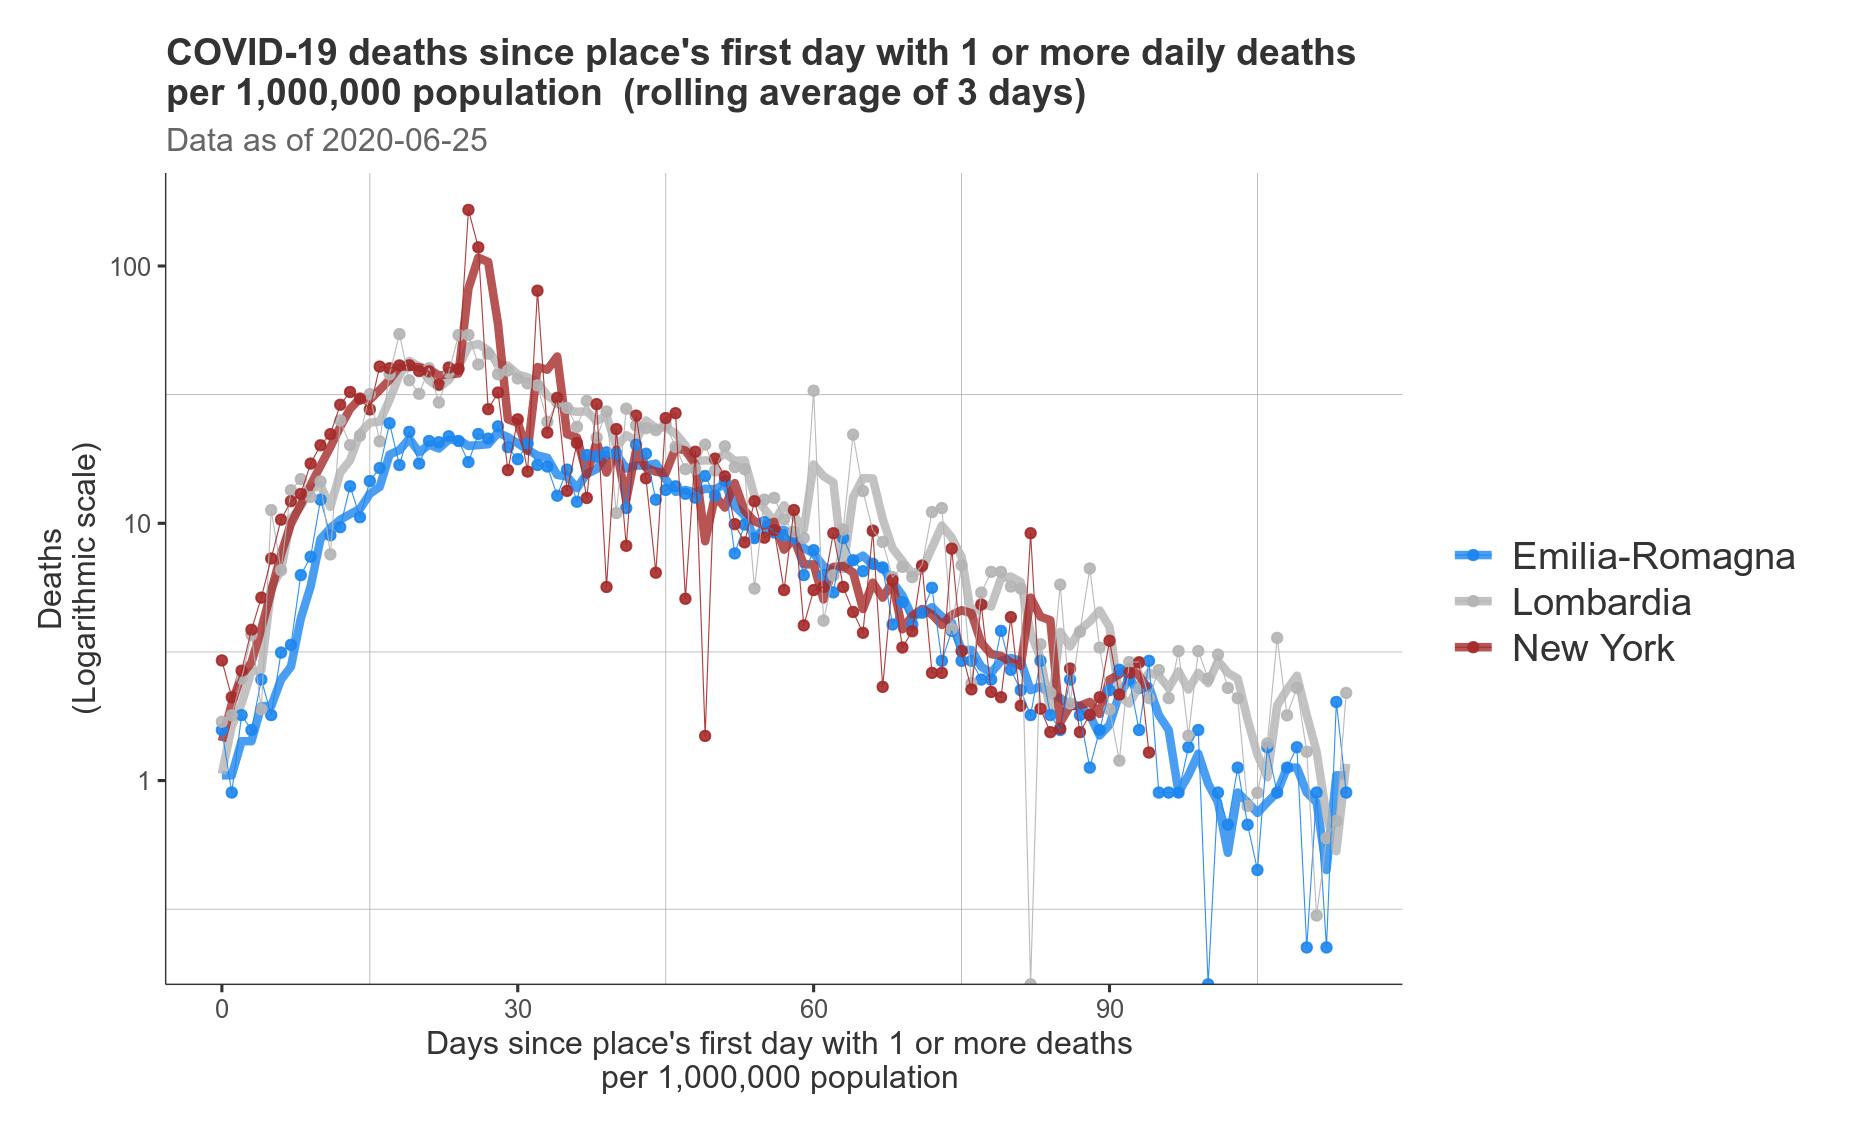 COVID-19 deaths since place's first day with 1 or more daily deaths
per 1,000,000 population  (rolling average of 3 days)
Data as of 2020-06-25
Deaths
(Logarithmic scale)
100
10
1
0
30
60
90
Days since place's first day with 1 or more deaths
per 1,000,000 population
Emilia-Romagna
Lombardia
New York